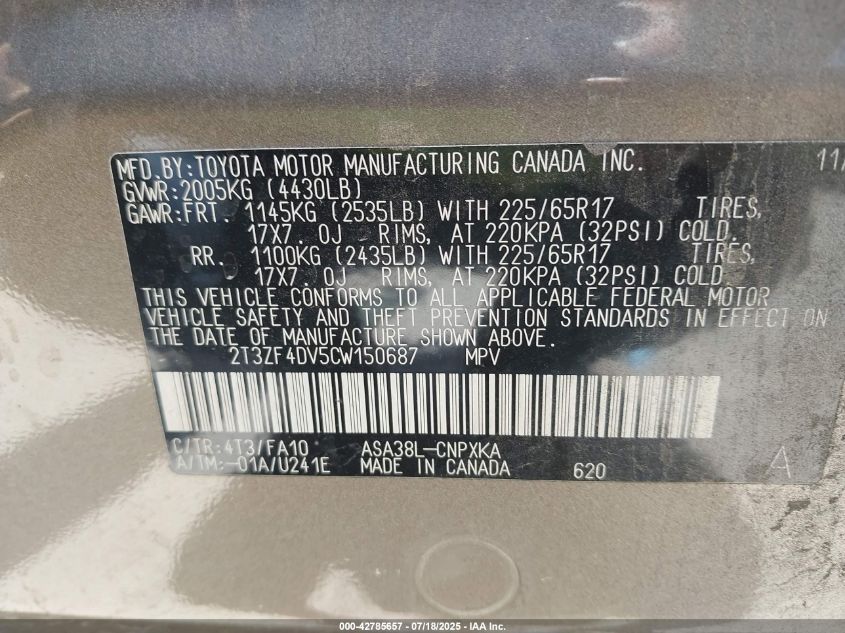 MFD.BY:TOYOTA MOTOR MANUFACTURING CANADA INC. 11/
GVWR:2005KG (4430LB)
GAWR:FRT. 1145KG (2535LB) WITH 225/65R17 TIRES,
17X7.0J RIMS, AT 220KPA (32PSI) COLD.
RR. 1100KG (2435LB) WITH 225/65R17 TIRES,
17X7.0J RIMS, AT 220KPA (32PSI) COLD.
THIS VEHICLE CONFORMS TO ALL APPLICABLE FEDERAL MOTOR
VEHICLE SAFETY AND THEFT PREVENTION STANDARDS IN EFFECT ON
THE DATE OF MANUFACTURE SHOWN ABOVE.
2T3ZF4DV5CW150687 MPV
C/TR:4T3/FA10 ASA38L-CNPXKA
A/TM:-01A/U241E MADE IN CANADA 620 A
000-42785657 - 07/18/2025 - IAA Inc.